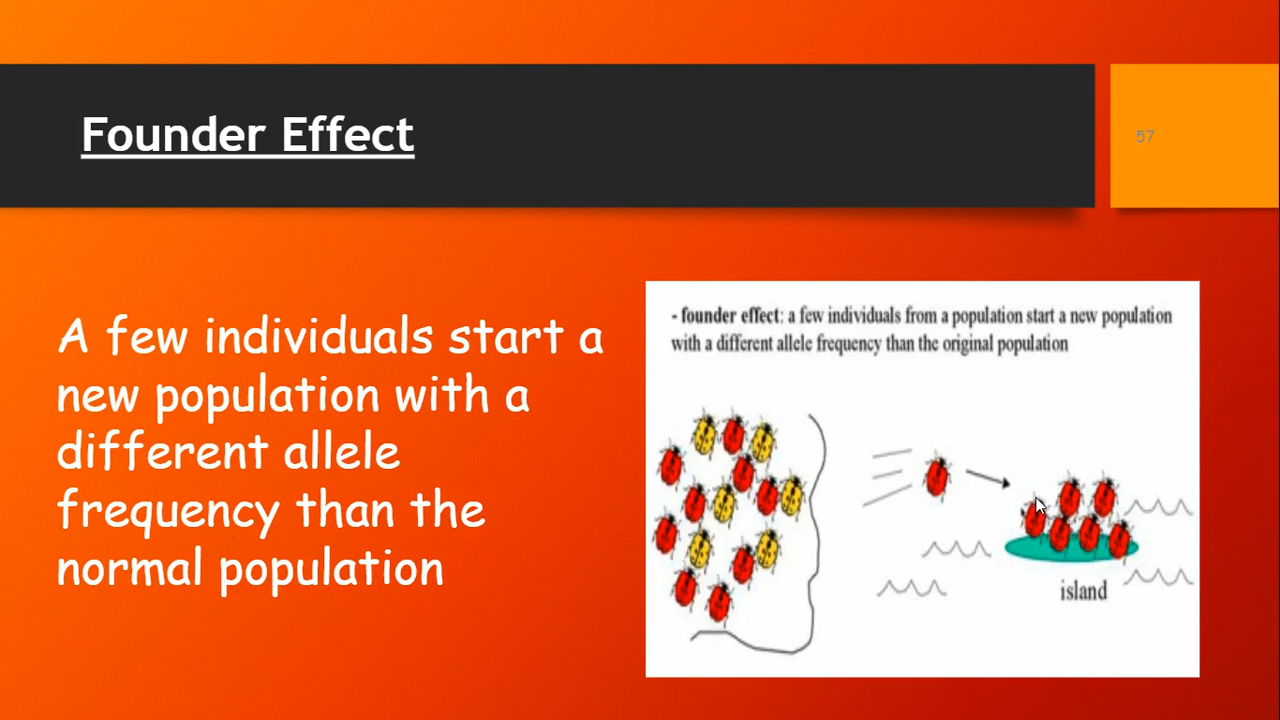 Founder Effect
57
A few individuals start a
new population with a
different allele
frequency than the
normal population
- founder effect: a few individuals from a population start a new population
with a different allele frequency than the original population
island